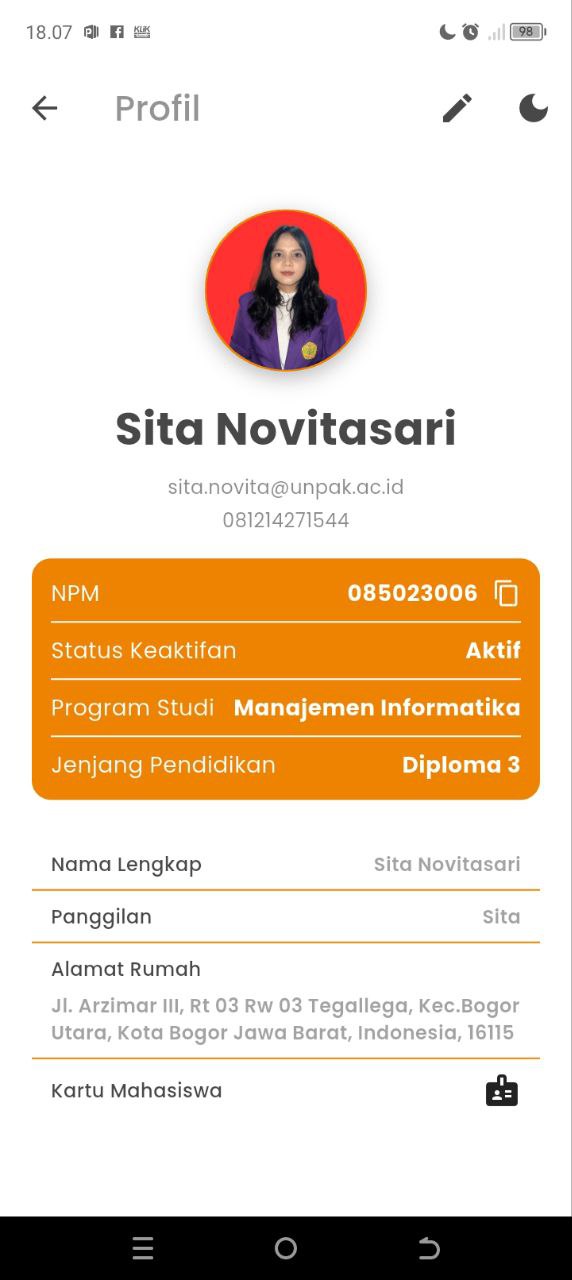 18.07
98
Profil
Sita Novitasari
sita.novita@unpak.ac.id
081214271544
NPM 085023006
Status Keaktifan Aktif
Program Studi Manajemen Informatika
Jenjang Pendidikan Diploma 3
Nama Lengkap Sita Novitasari
Panggilan Sita
Alamat Rumah
Jl. Arzimar III, Rt 03 Rw 03 Tegallega, Kec.Bogor
Utara, Kota Bogor Jawa Barat, Indonesia, 16115
Kartu Mahasiswa